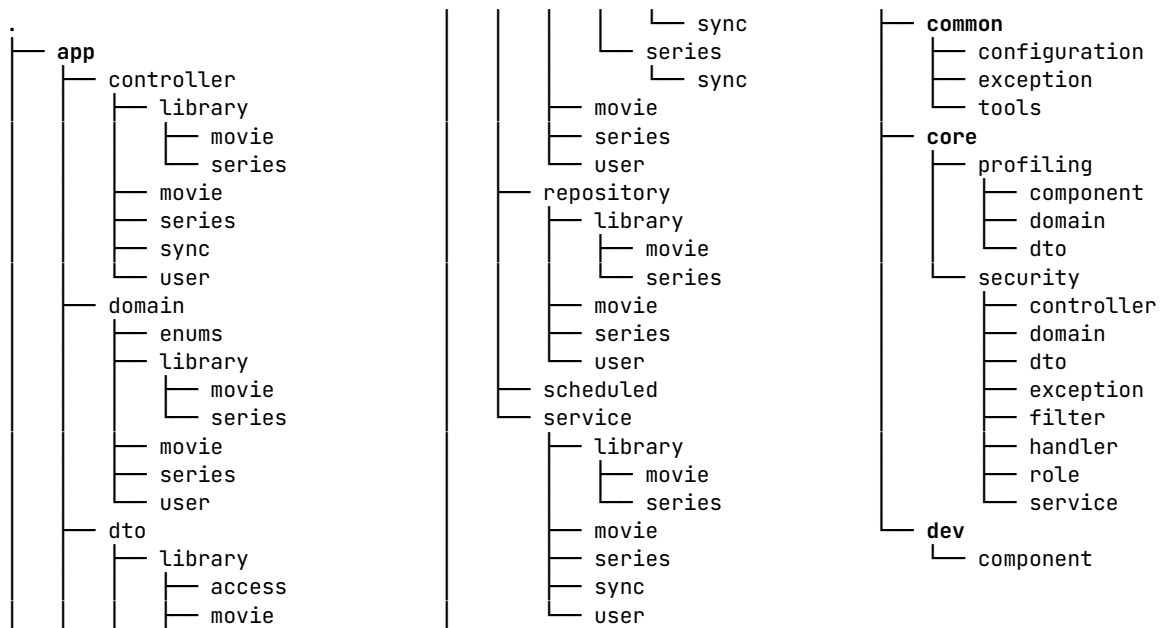 .
app
controller
library
movie
series
movie
series
sync
user
domain
enums
library
movie
series
movie
series
user
dto
library
access
movie
sync
series
sync
movie
series
user
repository
library
movie
series
movie
series
user
scheduled
service
library
movie
series
movie
series
sync
user
common
configuration
exception
tools
core
profiling
component
domain
dto
security
controller
domain
dto
exception
filter
handler
role
service
dev
component